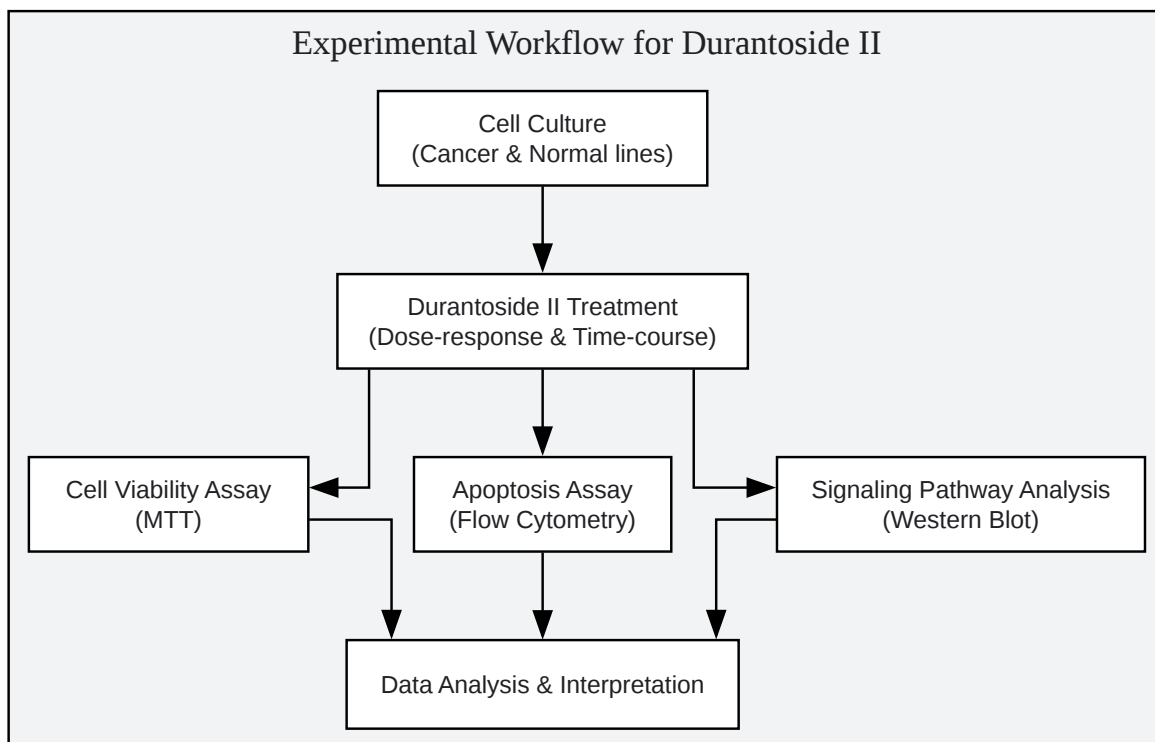 Experimental Workflow for Durantoside II
Cell Culture
(Cancer & Normal lines)
Durantoside II Treatment
(Dose-response & Time-course)
Cell Viability Assay
(MTT)
Apoptosis Assay
(Flow Cytometry)
Signaling Pathway Analysis
(Western Blot)
Data Analysis & Interpretation